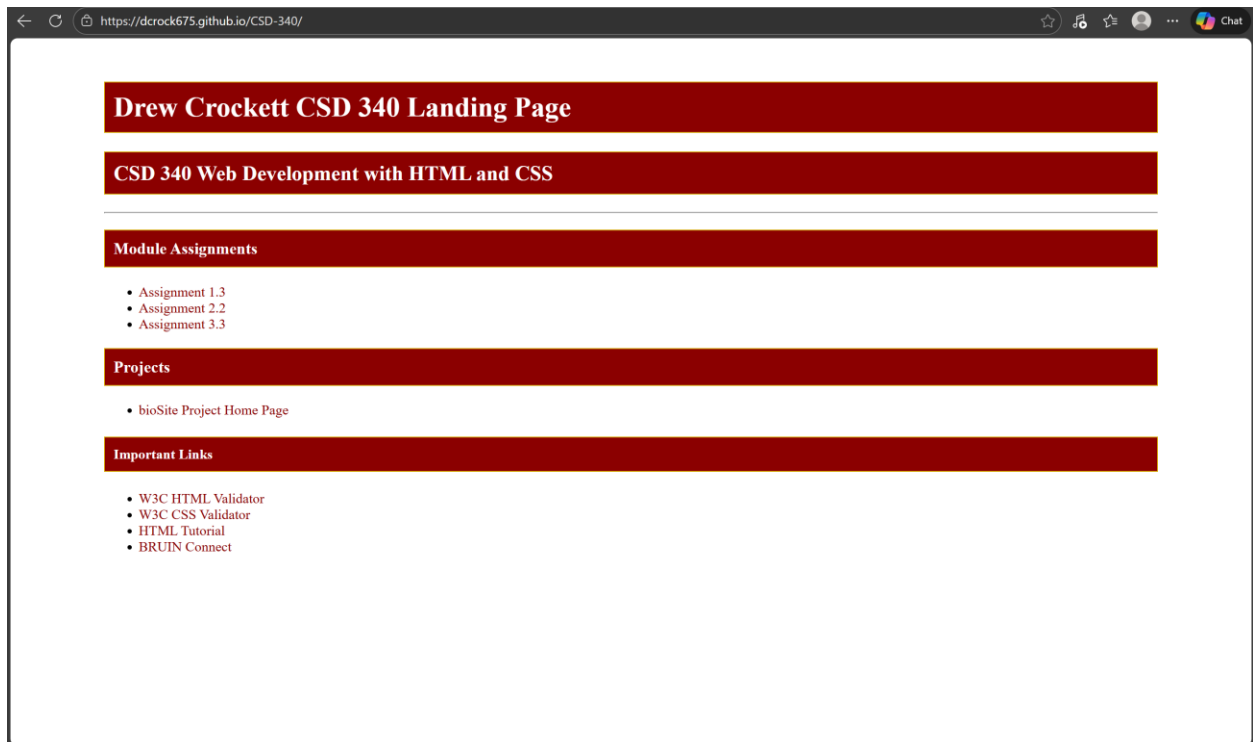 https://dcrock675.github.io/CSD-340/
Chat
Drew Crockett CSD 340 Landing Page
CSD 340 Web Development with HTML and CSS
Module Assignments
Assignment 1.3
Assignment 2.2
Assignment 3.3
Projects
bioSite Project Home Page
Important Links
W3C HTML Validator
W3C CSS Validator
HTML Tutorial
BRUIN Connect